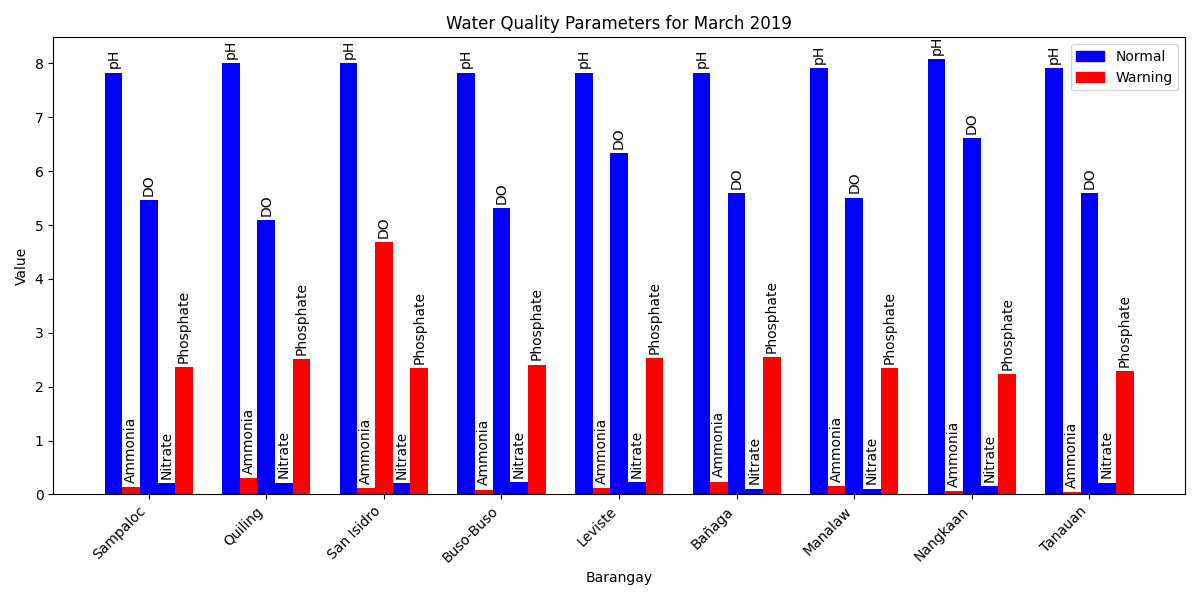 Water Quality Parameters for March 2019
Normal
Warning
Value
8
7
6
5
4
3
2
1
0
pH
Ammonia
DO
Nitrate
Phosphate
pH
Ammonia
DO
Nitrate
Phosphate
pH
Ammonia
DO
Nitrate
Phosphate
pH
Ammonia
DO
Nitrate
Phosphate
pH
Ammonia
DO
Nitrate
Phosphate
pH
Ammonia
DO
Nitrate
Phosphate
pH
Ammonia
DO
Nitrate
Phosphate
pH
Ammonia
DO
Nitrate
Phosphate
pH
Ammonia
DO
Nitrate
Phosphate
Sampaloc
Quiling
San Isidro
Buso-Buso
Leviste
Bañaga
Manalaw
Nangkaan
Tanauan
Barangay